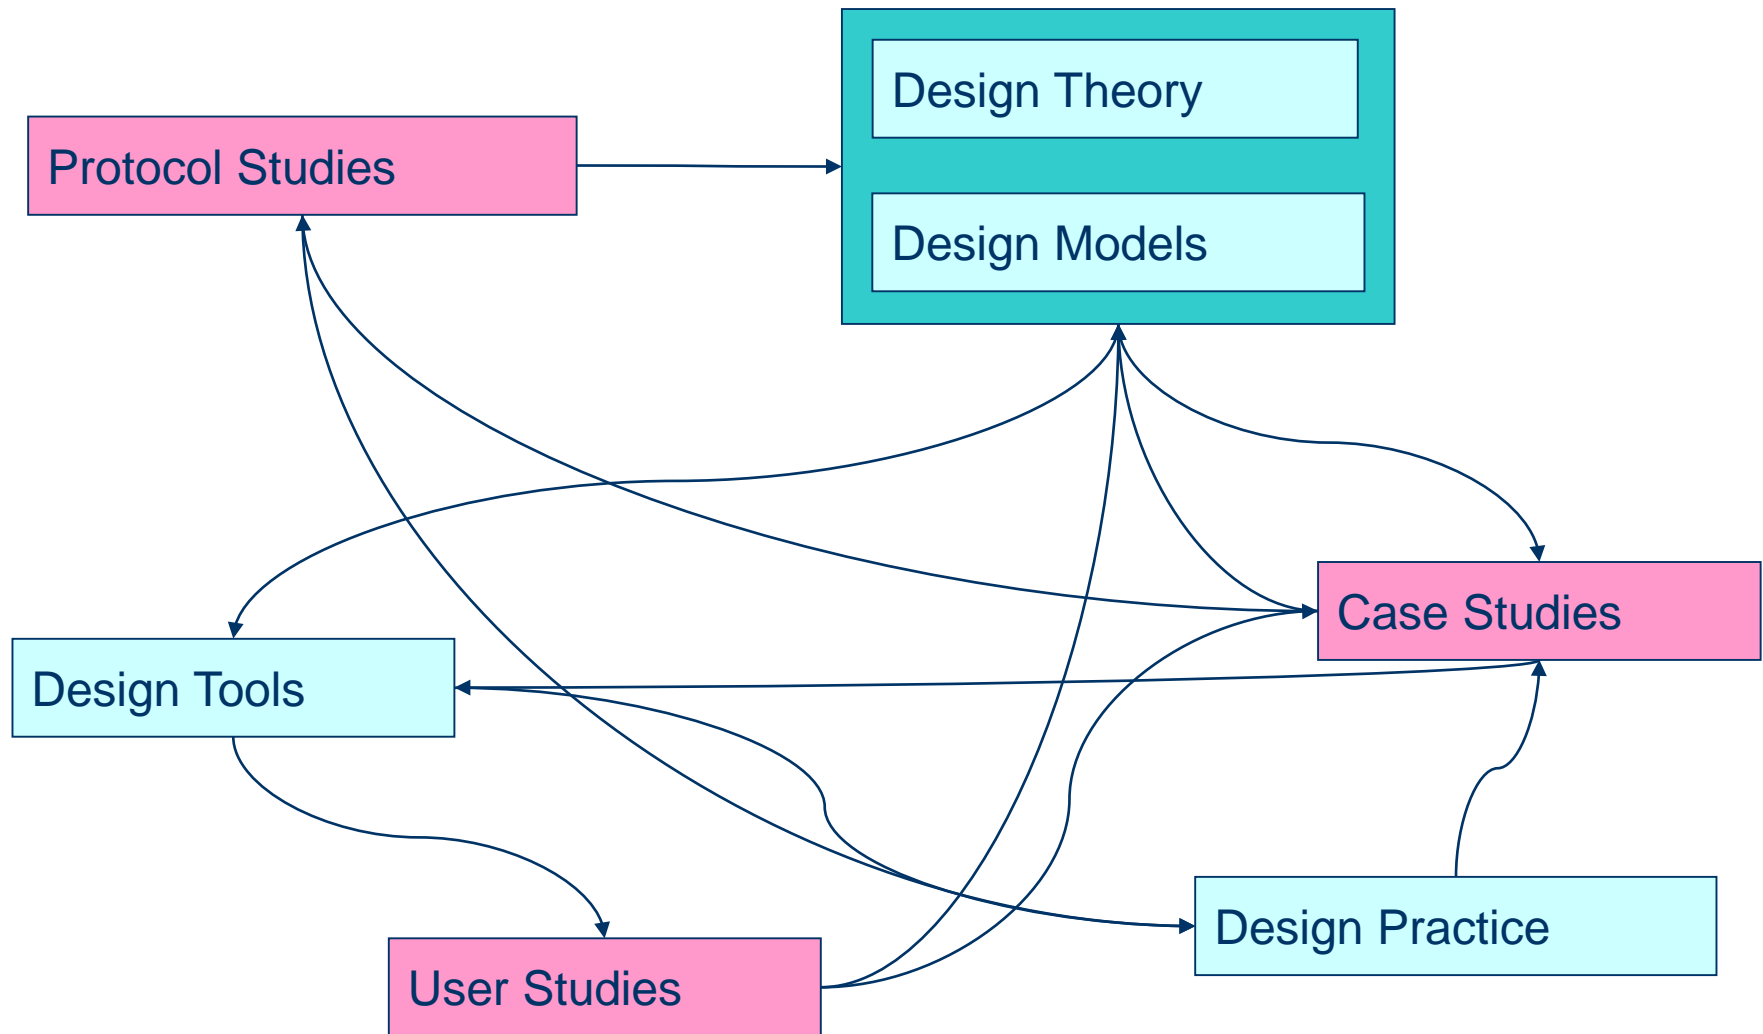 Design Theory
Protocol Studies
Design Models
Case Studies
Design Tools
Design Practice
User Studies